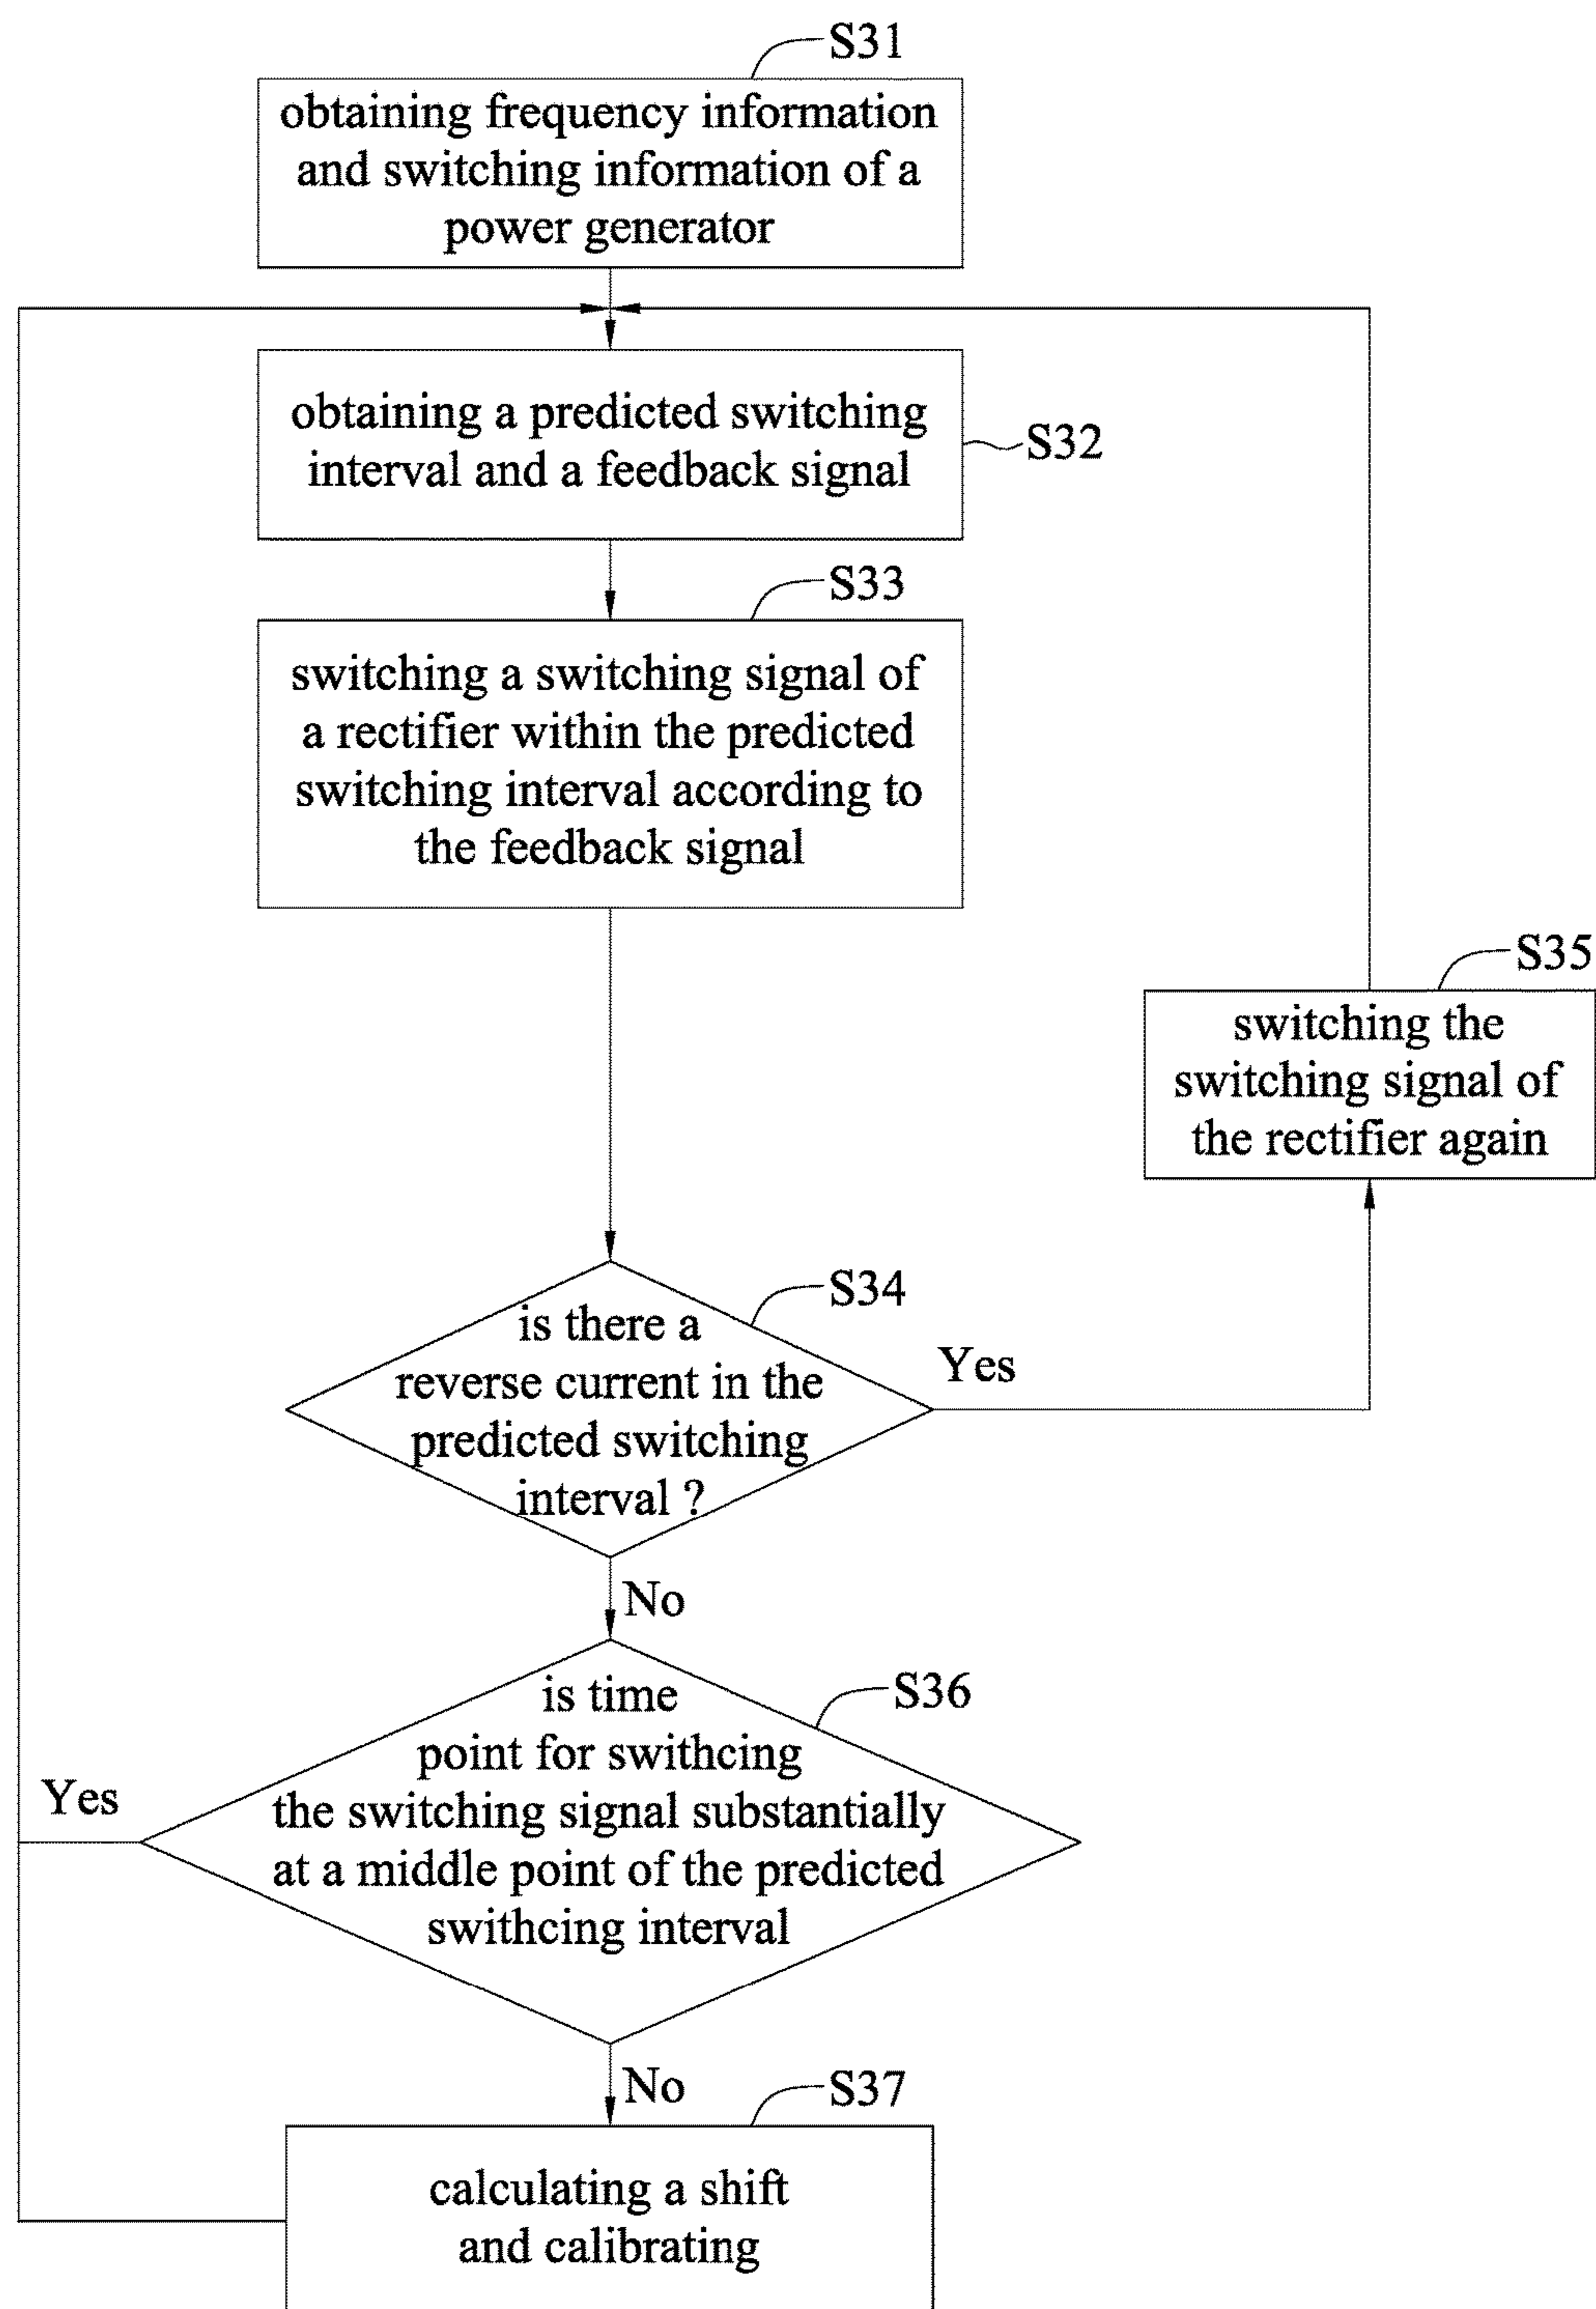 S31
obtaining frequency information
and switching information of a
power generator
obtaining a predicted switching
interval and a feedback signal
S32
S33
switching a switching signal of
a rectifier within the predicted
switching interval according to
the feedback signal
S35
switching the
switching signal of
the rectifier again
S34
is there a
reverse current in the
predicted switching
interval ?
Yes
No
S36
is time
point for swithcing
the switching signal substantially
at a middle point of the predicted
swithcing interval
Yes
No
S37
calculating a shift
and calibrating